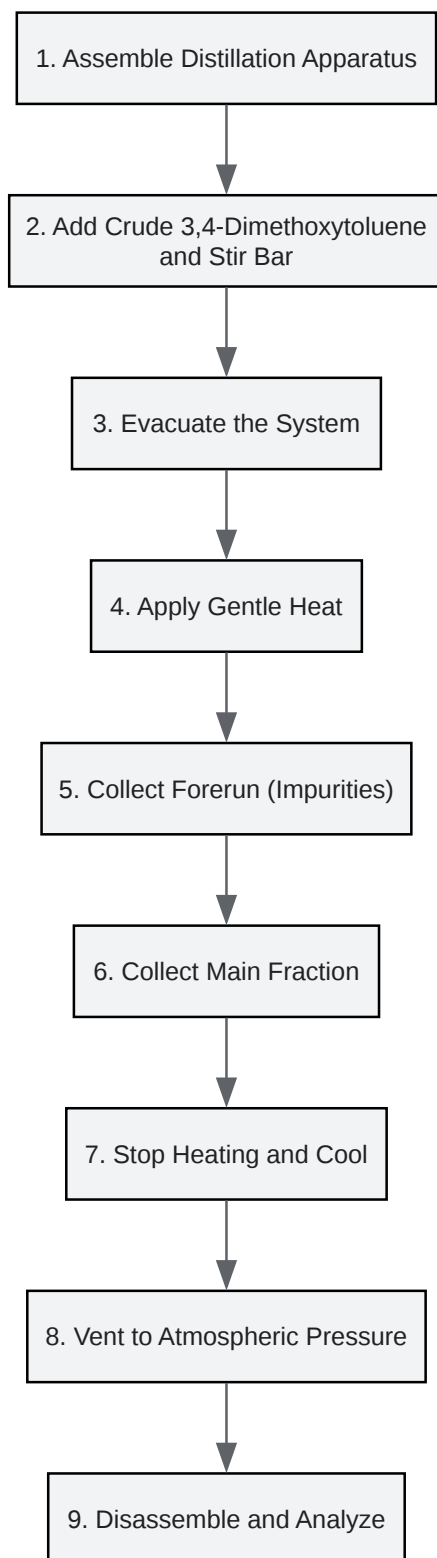 1. Assemble Distillation Apparatus
2. Add Crude 3,4-Dimethoxytoluene
and Stir Bar
3. Evacuate the System
4. Apply Gentle Heat
5. Collect Forerun (Impurities)
6. Collect Main Fraction
7. Stop Heating and Cool
8. Vent to Atmospheric Pressure
9. Disassemble and Analyze